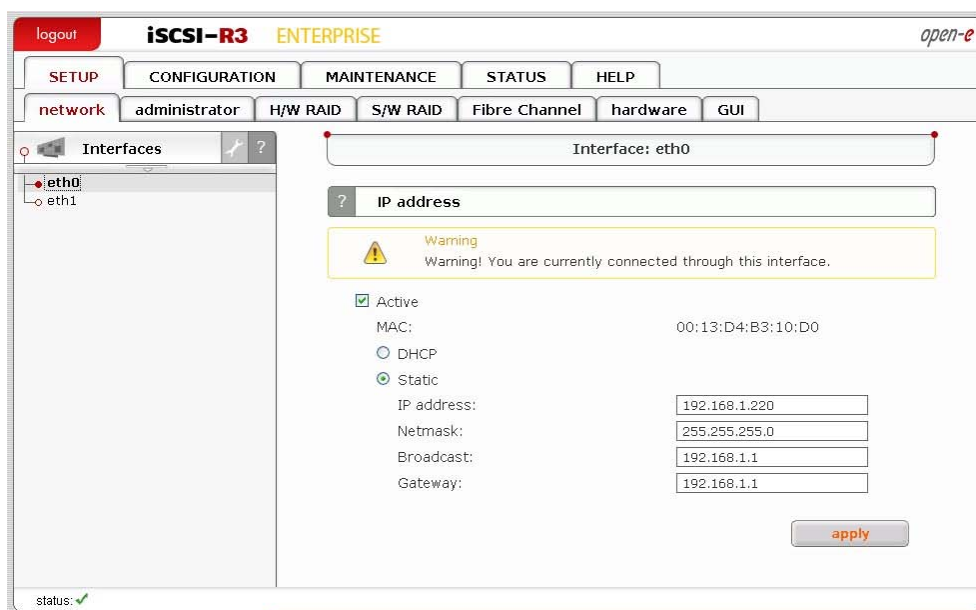 logout iSCSI-R3 ENTERPRISE open-e
SETUP CONFIGURATION MAINTENANCE STATUS HELP
network administrator H/W RAID S/W RAID Fibre Channel hardware GUI
Interfaces ?
eth0
eth1
Interface: eth0
? IP address
Warning
Warning! You are currently connected through this interface.
Active
MAC: 00:13:D4:B3:10:D0
DHCP
Static
IP address: 192.168.1.220
Netmask: 255.255.255.0
Broadcast: 192.168.1.1
Gateway: 192.168.1.1
apply
status: